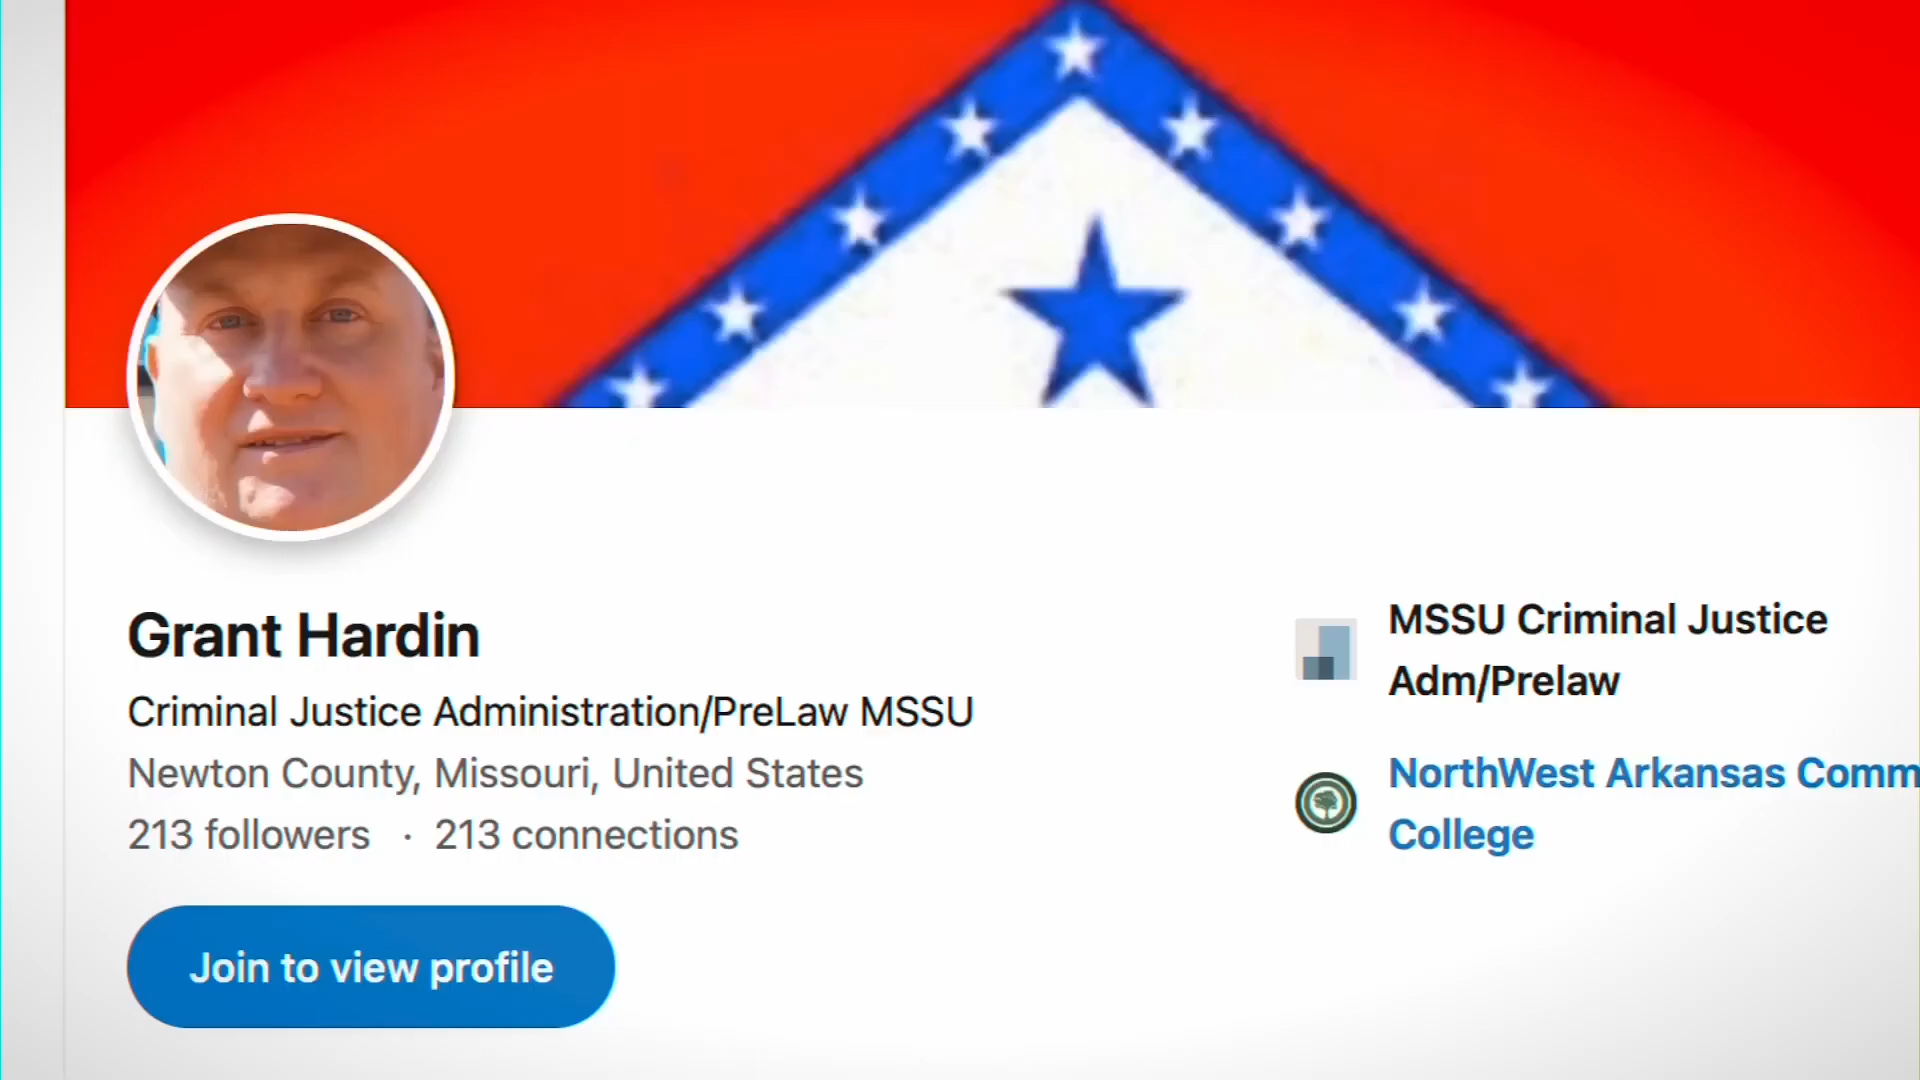 Grant Hardin
Criminal Justice Administration/PreLaw MSSU
Newton County, Missouri, United States
213 followers · 213 connections
Join to view profile
MSSU Criminal Justice
Adm/Prelaw
NorthWest Arkansas Comm
College